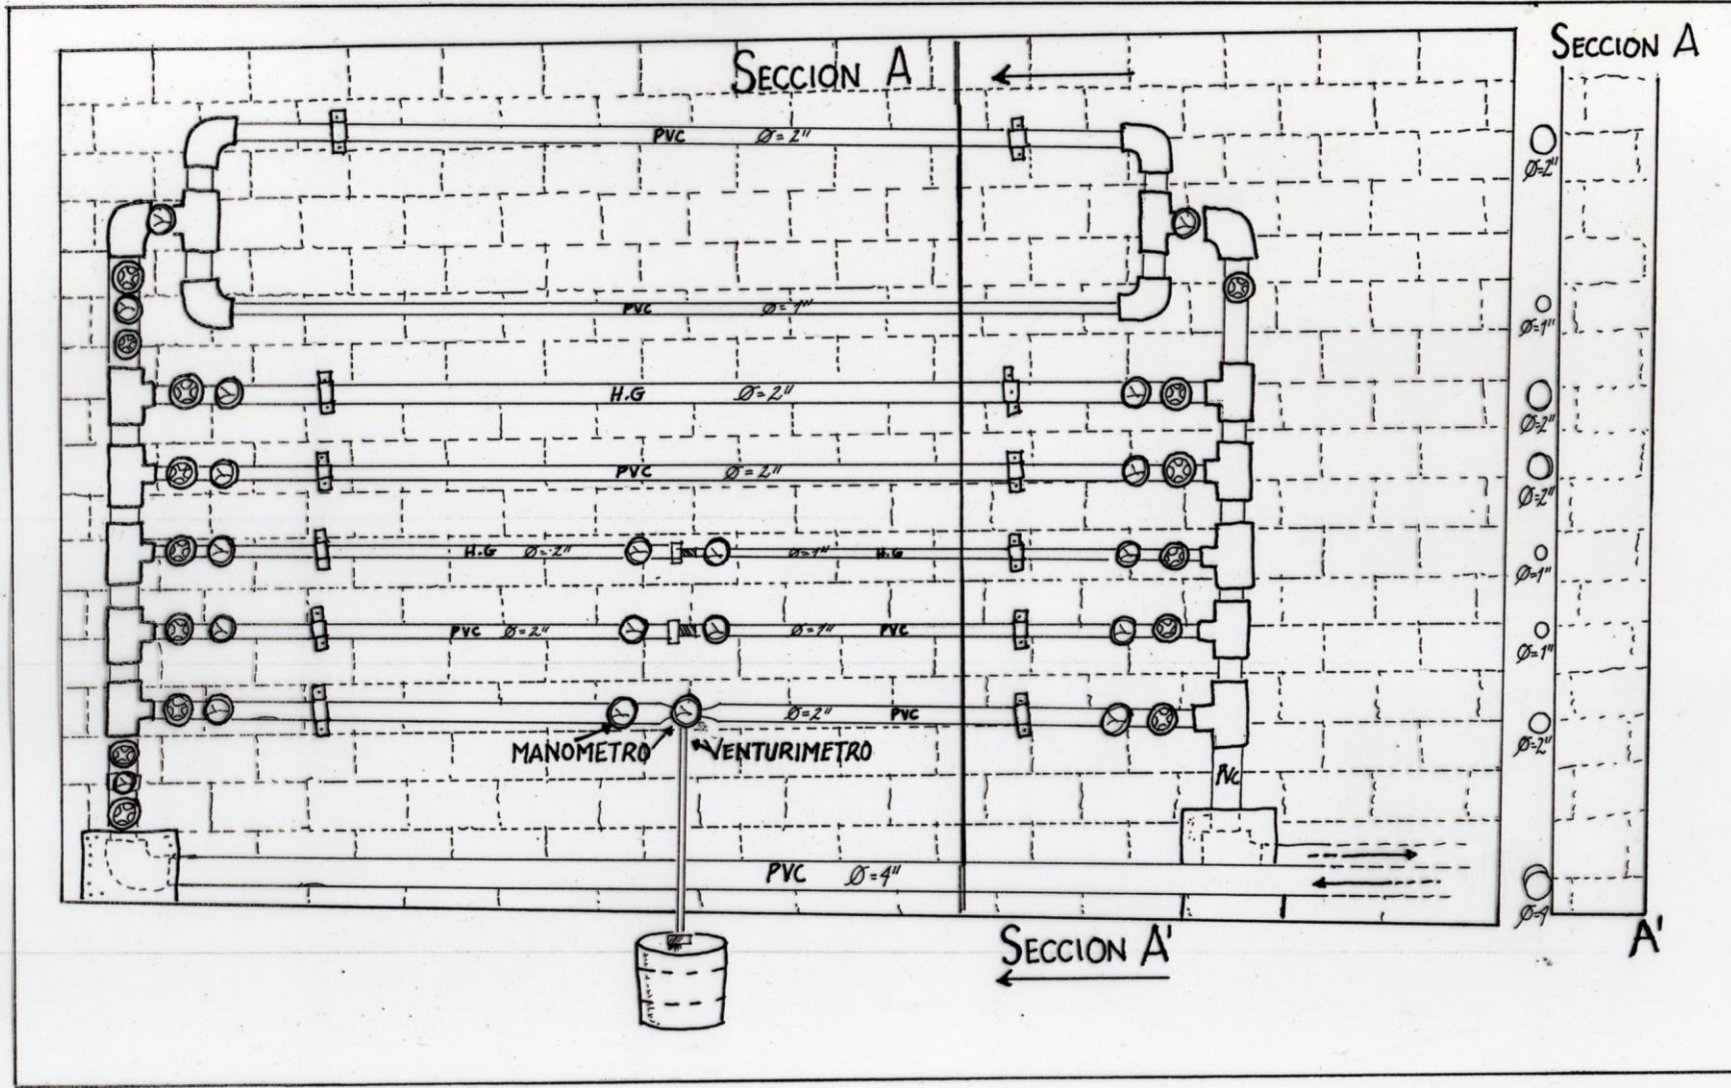 SECCION A
SECCION A
PVC Ø=2"
Ø=2"
PVC Ø=1"
Ø=1"
H.G Ø=2"
Ø=2"
PVC Ø=2"
Ø=2"
H.G Ø=2" Ø=1" H.G
Ø=1"
PVC Ø=2" Ø=1" PVC
Ø=1"
Ø=2" PVC
Ø=2"
MANOMETRO VENTURIMETRO
PVC
PVC Ø=4"
Ø=4
SECCION A'
A'